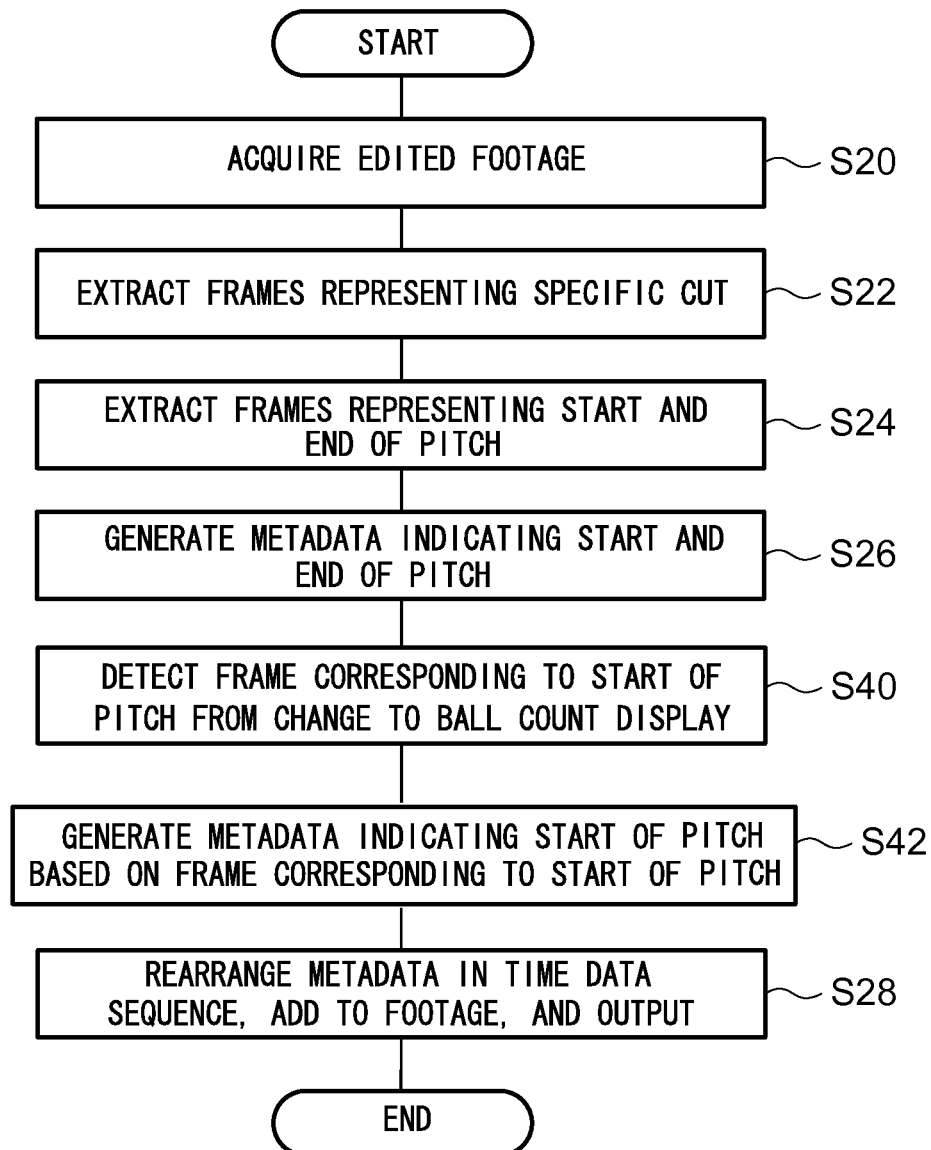 START
ACQUIRE EDITED FOOTAGE
S20
EXTRACT FRAMES REPRESENTING SPECIFIC CUT
S22
EXTRACT FRAMES REPRESENTING START AND
END OF PITCH
S24
GENERATE METADATA INDICATING START AND
END OF PITCH
S26
DETECT FRAME CORRESPONDING TO START OF
PITCH FROM CHANGE TO BALL COUNT DISPLAY
S40
GENERATE METADATA INDICATING START OF PITCH
BASED ON FRAME CORRESPONDING TO START OF PITCH
S42
REARRANGE METADATA IN TIME DATA
SEQUENCE, ADD TO FOOTAGE, AND OUTPUT
S28
END